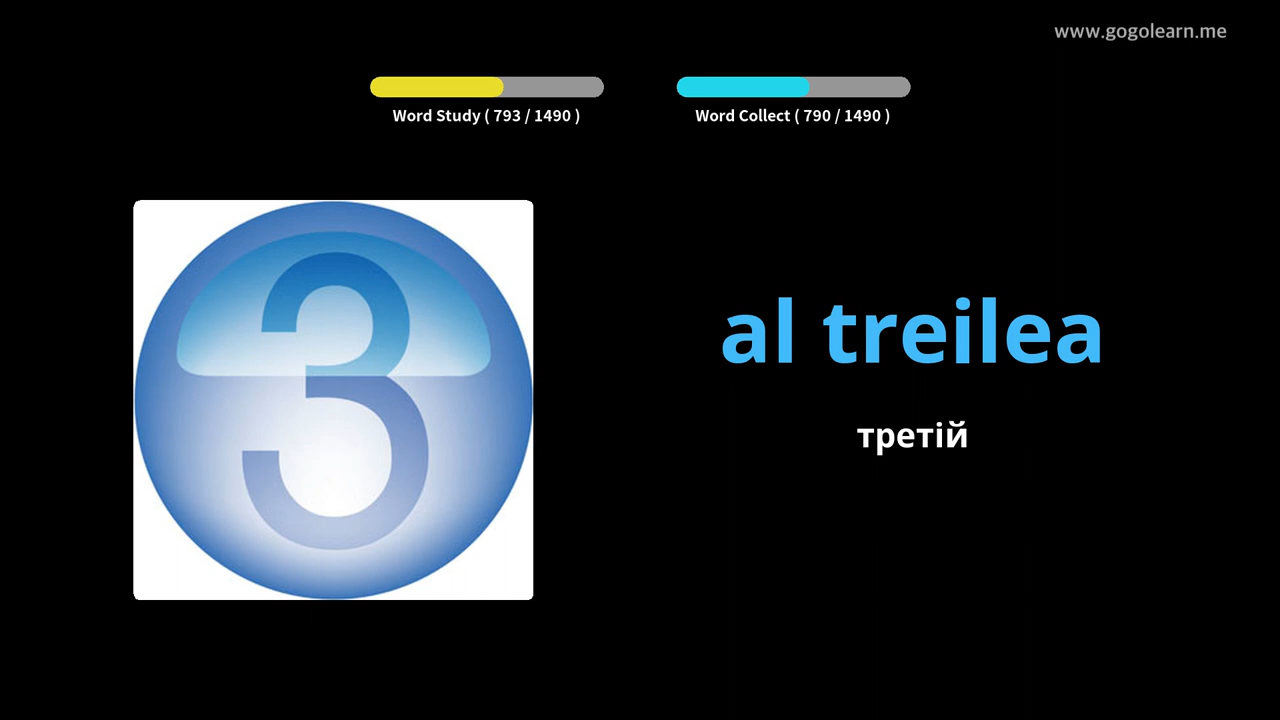 www.gogolearn.me
Word Study ( 793 / 1490 )
Word Collect ( 790 / 1490 )
3
al treilea
третій